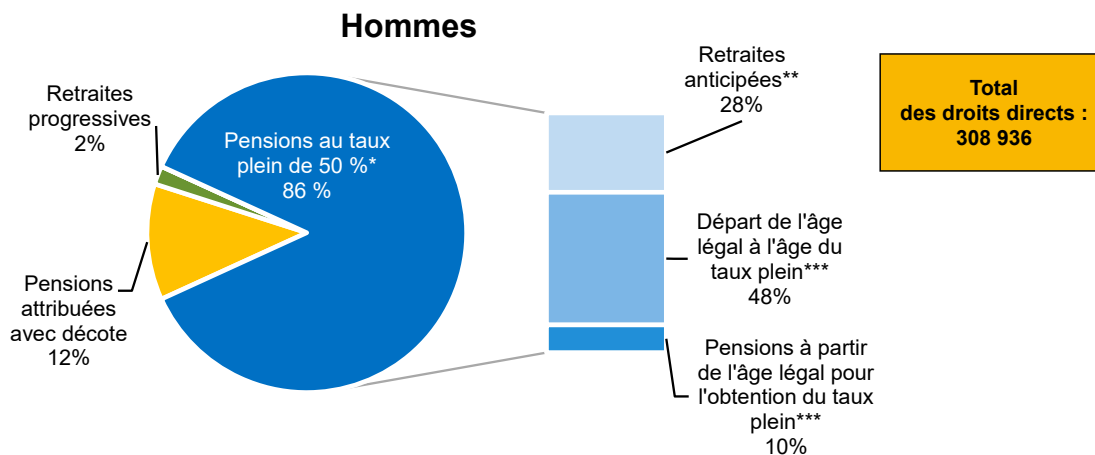 Hommes
Retraites
progressives
2%
Pensions au taux
plein de 50 %*
86 %
Pensions
attribuées
avec décote
12%
Retraites
anticipées**
28%
Départ de l'âge
légal à l'âge du
taux plein***
48%
Pensions à partir
de l'âge légal pour
l'obtention du taux
plein***
10%
Total
des droits directs :
308 936